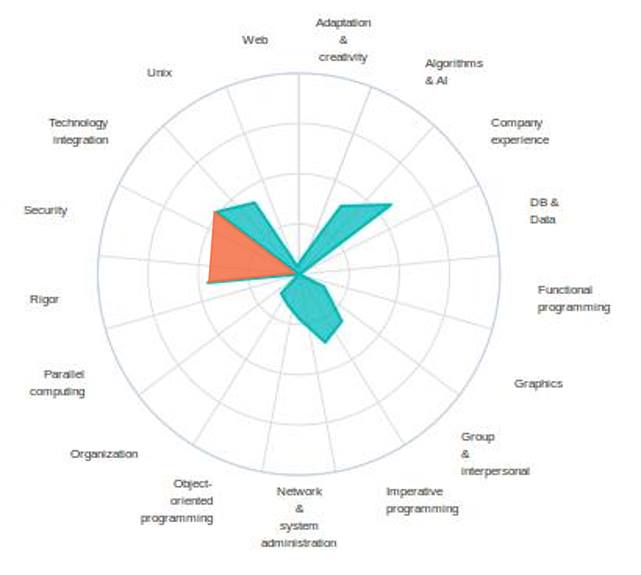 Adaptation
&
creativity
Algorithms
& AI
Company
experience
DB &
Data
Functional
programming
Graphics
Group
&
interpersonal
Imperative
programming
Network
&
system
administration
Object-
oriented
programming
Organization
Parallel
computing
Rigor
Security
Technology
integration
Unix
Web